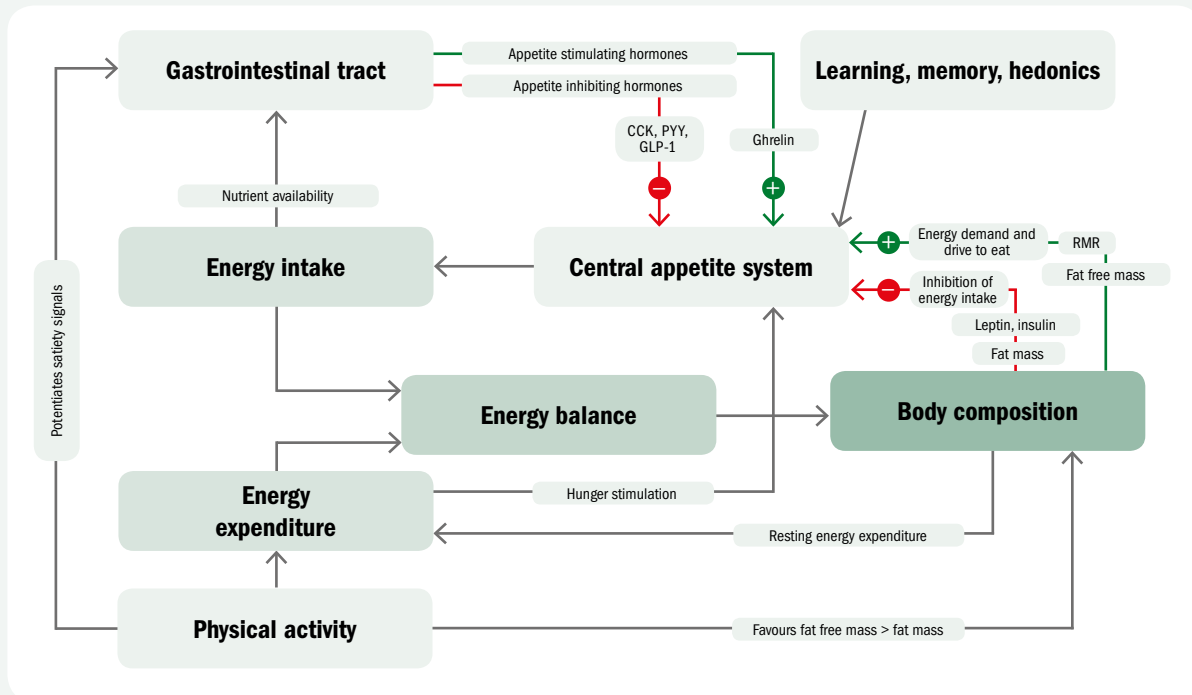 Gastrointestinal tract
Appetite stimulating hormones
Appetite inhibiting hormones
Learning, memory, hedonics
CCK, PYY,
GLP-1
Ghrelin
Nutrient availability
Energy intake
Central appetite system
Energy demand and
drive to eat
RMR
Fat free mass
Inhibition of
energy intake
Leptin, insulin
Fat mass
Potentiates satiety signals
Energy balance
Body composition
Energy
expenditure
Hunger stimulation
Resting energy expenditure
Physical activity
Favours fat free mass > fat mass